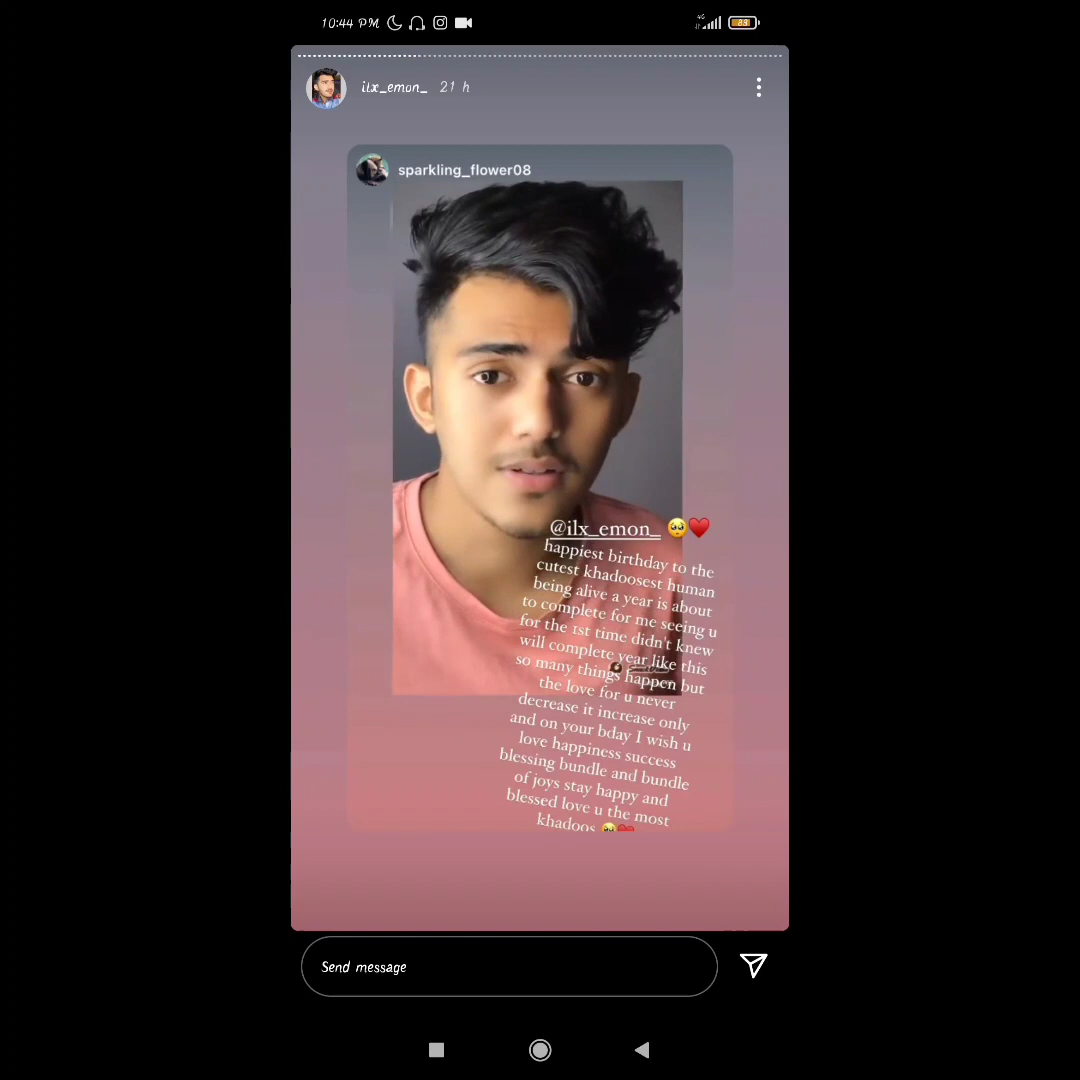 10:44 PM
4G
83
ilx_emon_ 21 h
sparkling_flower08
@ilx_emon_ 🥺♥️
happiest birthday to the
cutest khadoosest human
being alive a year is about
to complete for me seeing u
for the 1st time didn't knew
will complete year like this
so many things happen but
the love for u never
decrease it increase only
and on your bday I wish u
love happiness success
blessing bundle and bundle
of joys stay happy and
blessed love u the most
khadoos 🥺♥️
Send message